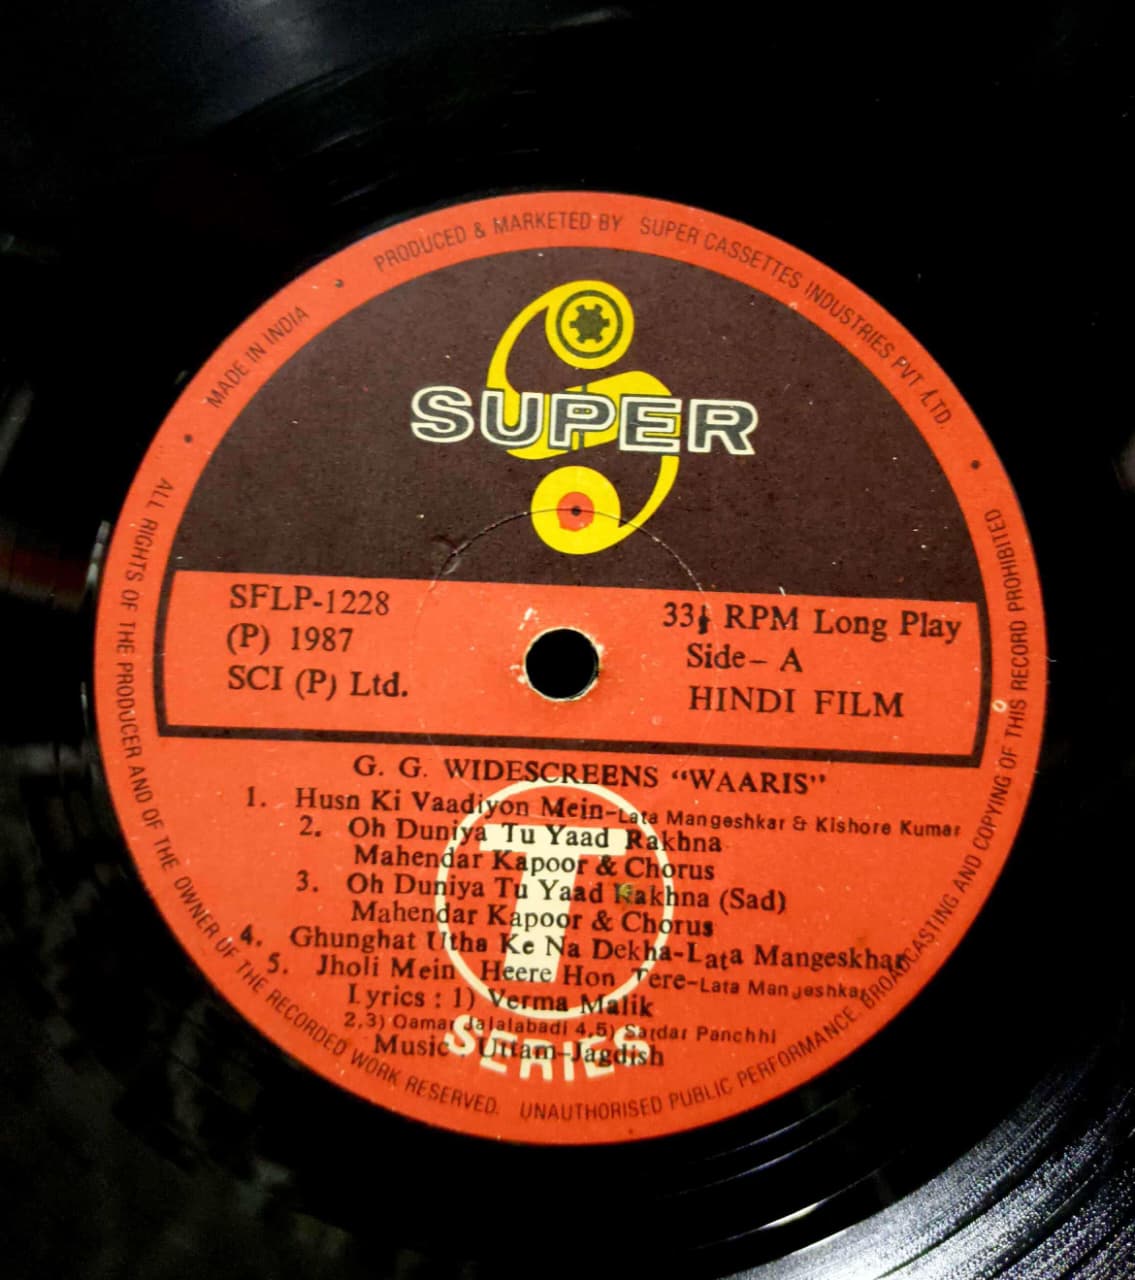 MADE IN INDIA • PRODUCED & MARKETED BY SUPER CASSETTES INDUSTRIES PVT. LTD. •
SUPER
SFLP-1228
(P) 1987
SCI (P) Ltd.
33⅓ RPM Long Play
Side- A
HINDI FILM
G. G. WIDESCREENS "WAARIS"
1. Husn Ki Vaadiyon Mein-Lata Mangeshkar & Kishore Kumar
2. Oh Duniya Tu Yaad Rakhna
Mahendar Kapoor & Chorus
3. Oh Duniya Tu Yaad Rakhna (Sad)
Mahendar Kapoor & Chorus
4. Ghunghat Utha Ke Na Dekha-Lata Mangeskhar
5. Jholi Mein Heere Hon Tere-Lata Mangeshkar
Lyrics : 1) Verma Malik
2,3) Qamar Jalalabadi 4,5) Sardar Panchhi
Music Uttam-Jagdish
T
SERIES
ALL RIGHTS OF THE PRODUCER AND OF THE OWNER OF THE RECORDED WORK RESERVED. UNAUTHORISED PUBLIC PERFORMANCE BROADCASTING AND COPYING OF THIS RECORD PROHIBITED